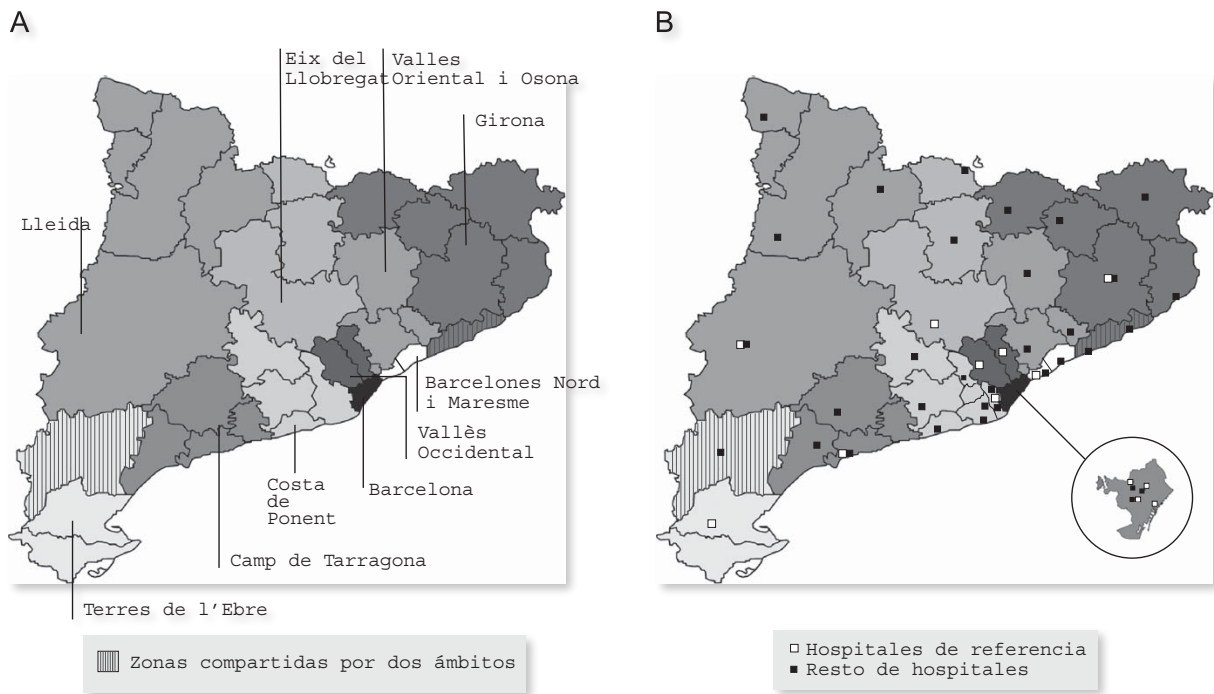 A
B
Eix del
Llobregat
Valles
Oriental i Osona
Girona
Lleida
Barcelones Nord
i Maresme
Vallès
Occidental
Barcelona
Costa
de
Ponent
Camp de Tarragona
Terres de l'Ebre
Zonas compartidas por dos ámbitos
Hospitales de referencia
Resto de hospitales